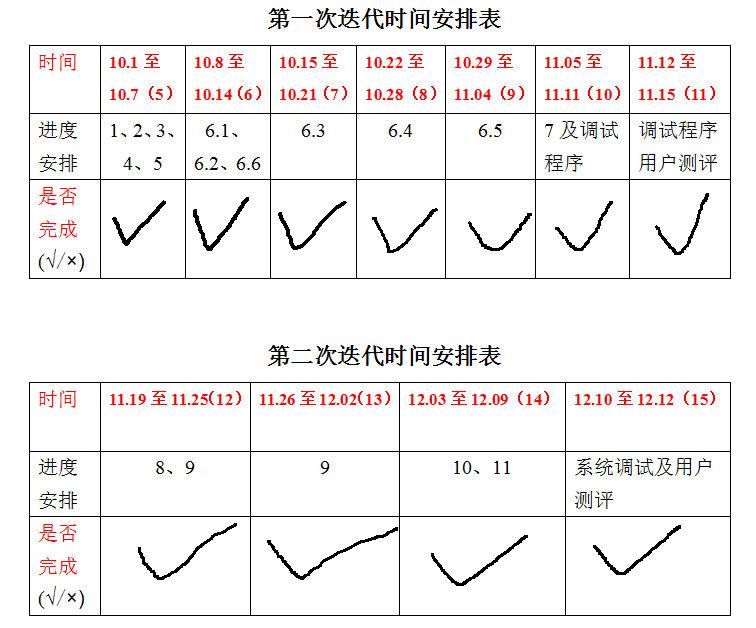 第一次迭代时间安排表
时间
10.1 至
10.7（5）
10.8 至
10.14（6）
10.15 至
10.21（7）
10.22 至
10.28（8）
10.29 至
11.04（9）
11.05 至
11.11（10）
11.12 至
11.15（11）
进度
安排
1、2、3、
4、5
6.1、
6.2、6.6
6.3
6.4
6.5
7 及调试
程序
调试程序
用户测评
是否
完成
(√/×)
第二次迭代时间安排表
时间
11.19 至 11.25（12）
11.26 至 12.02（13）
12.03 至 12.09（14）
12.10 至 12.12（15）
进度
安排
8、9
9
10、11
系统调试及用户
测评
是否
完成
(√/×)